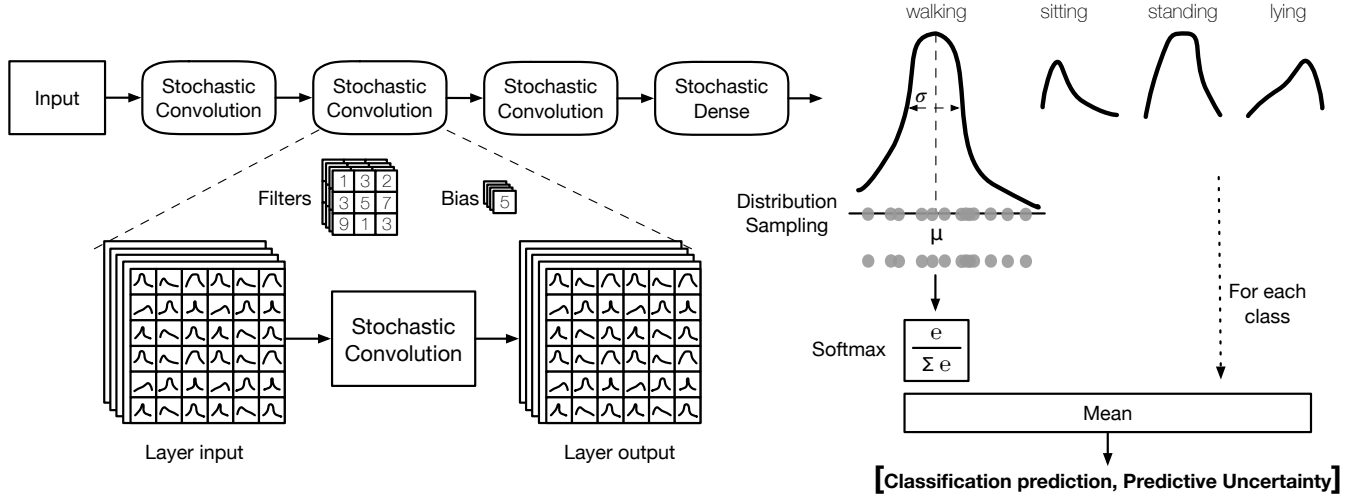 walking
sitting
standing
lying
Input
Stochastic
Convolution
Stochastic
Convolution
Stochastic
Convolution
Stochastic
Dense
σ
Filters
1 3 2
3 5 7
9 1 3
Bias
5
Distribution
Sampling
μ
Stochastic
Convolution
Layer input
Layer output
For each
class
Softmax
e
Σ e
Mean
[Classification prediction, Predictive Uncertainty]